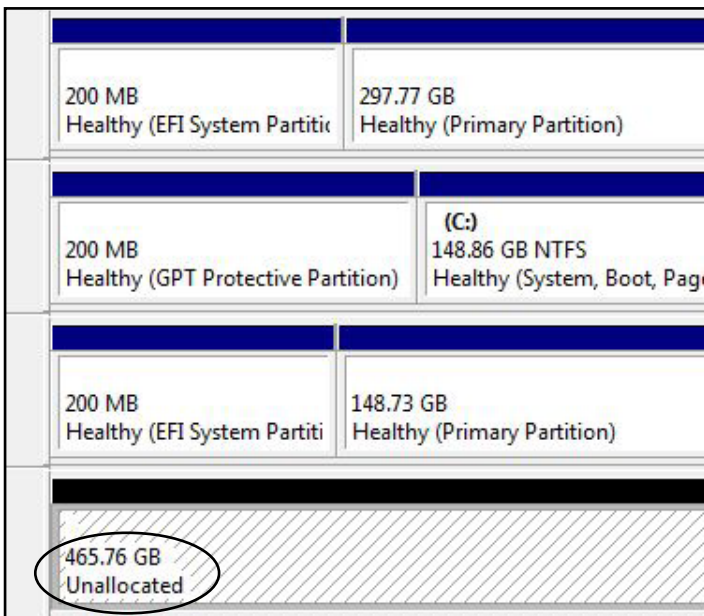 200 MB
Healthy (EFI System Partitic
297.77 GB
Healthy (Primary Partition)
200 MB
Healthy (GPT Protective Partition)
(C:)
148.86 GB NTFS
Healthy (System, Boot, Page
200 MB
Healthy (EFI System Partiti
148.73 GB
Healthy (Primary Partition)
465.76 GB
Unallocated